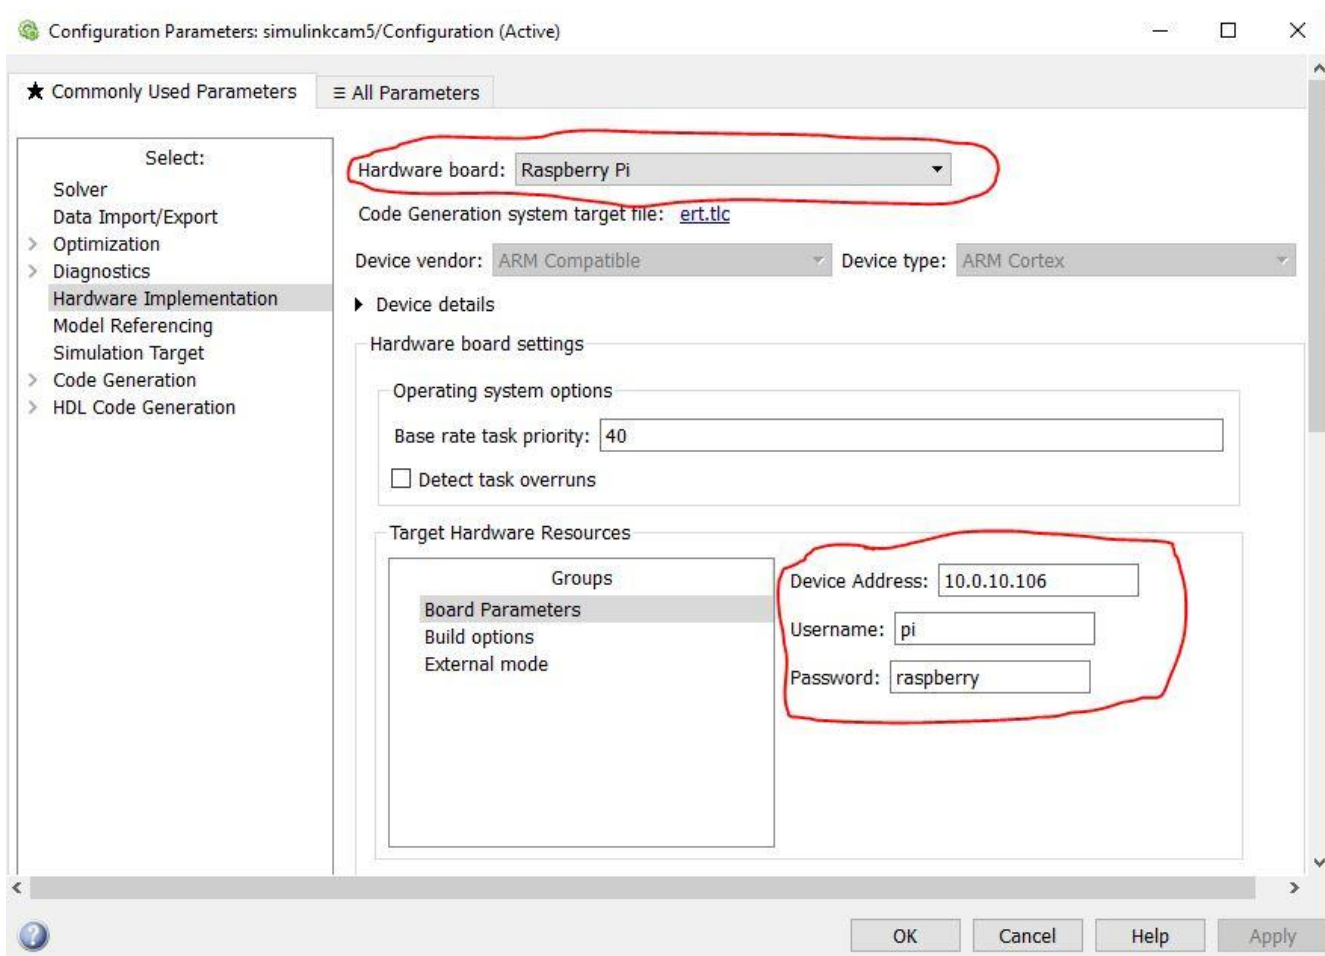 Configuration Parameters: simulinkcam5/Configuration (Active)
★ Commonly Used Parameters
≡ All Parameters
Select:
Solver
Data Import/Export
Optimization
Diagnostics
Hardware Implementation
Model Referencing
Simulation Target
Code Generation
HDL Code Generation
Hardware board: Raspberry Pi
Code Generation system target file: ert.tlc
Device vendor: ARM Compatible Device type: ARM Cortex
Device details
Hardware board settings
Operating system options
Base rate task priority: 40
Detect task overruns
Target Hardware Resources
Groups
Board Parameters
Build options
External mode
Device Address: 10.0.10.106
Username: pi
Password: raspberry
OK Cancel Help Apply